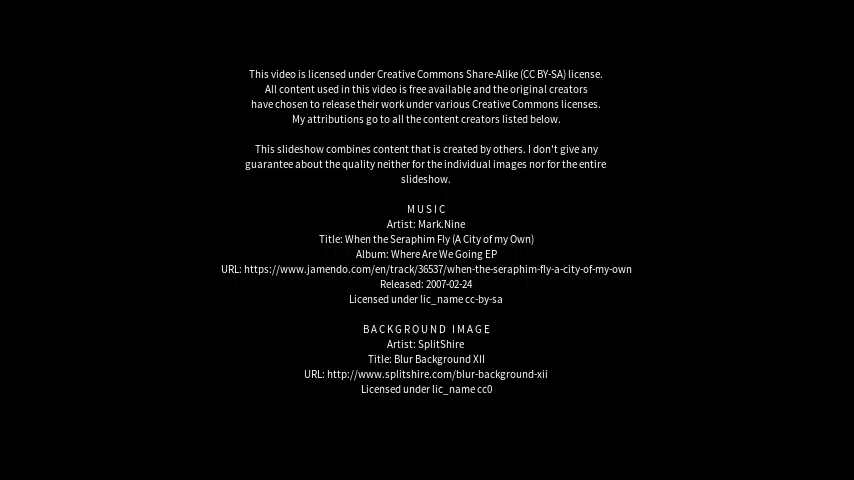 This video is licensed under Creative Commons Share-Alike (CC BY-SA) license.
All content used in this video is free available and the original creators
have chosen to release their work under various Creative Commons licenses.
My attributions go to all the content creators listed below.
This slideshow combines content that is created by others. I don't give any
guarantee about the quality neither for the individual images nor for the entire
slideshow.
MUSIC
Artist: Mark.Nine
Title: When the Seraphim Fly (A City of my Own)
Album: Where Are We Going EP
URL: https://www.jamendo.com/en/track/36537/when-the-seraphim-fly-a-city-of-my-own
Released: 2007-02-24
Licensed under lic_name cc-by-sa
BACKGROUND IMAGE
Artist: SplitShire
Title: Blur Background XII
URL: http://www.splitshire.com/blur-background-xii
Licensed under lic_name cc0